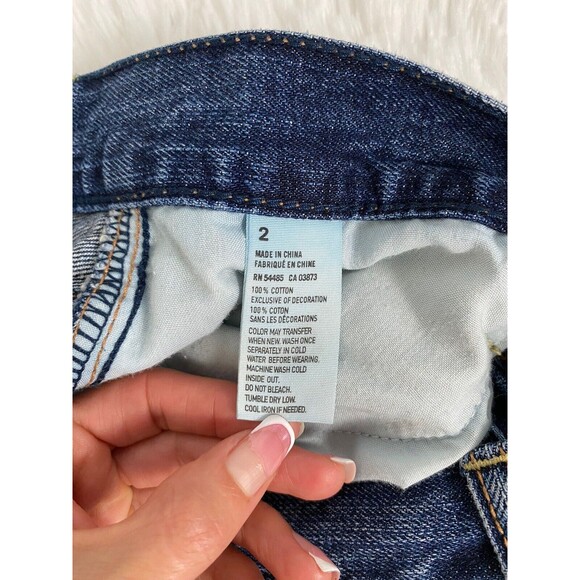 2
MADE IN CHINA
FABRIQUÉ EN CHINE
RN 54485 CA 03873
100% COTTON
EXCLUSIVE OF DECORATION
100% COTON
SANS LES DÉCORATIONS
COLOR MAY TRANSFER
WHEN NEW. WASH ONCE
SEPARATELY IN COLD
WATER BEFORE WEARING.
MACHINE WASH COLD
INSIDE OUT.
DO NOT BLEACH.
TUMBLE DRY LOW.
COOL IRON IF NEEDED.